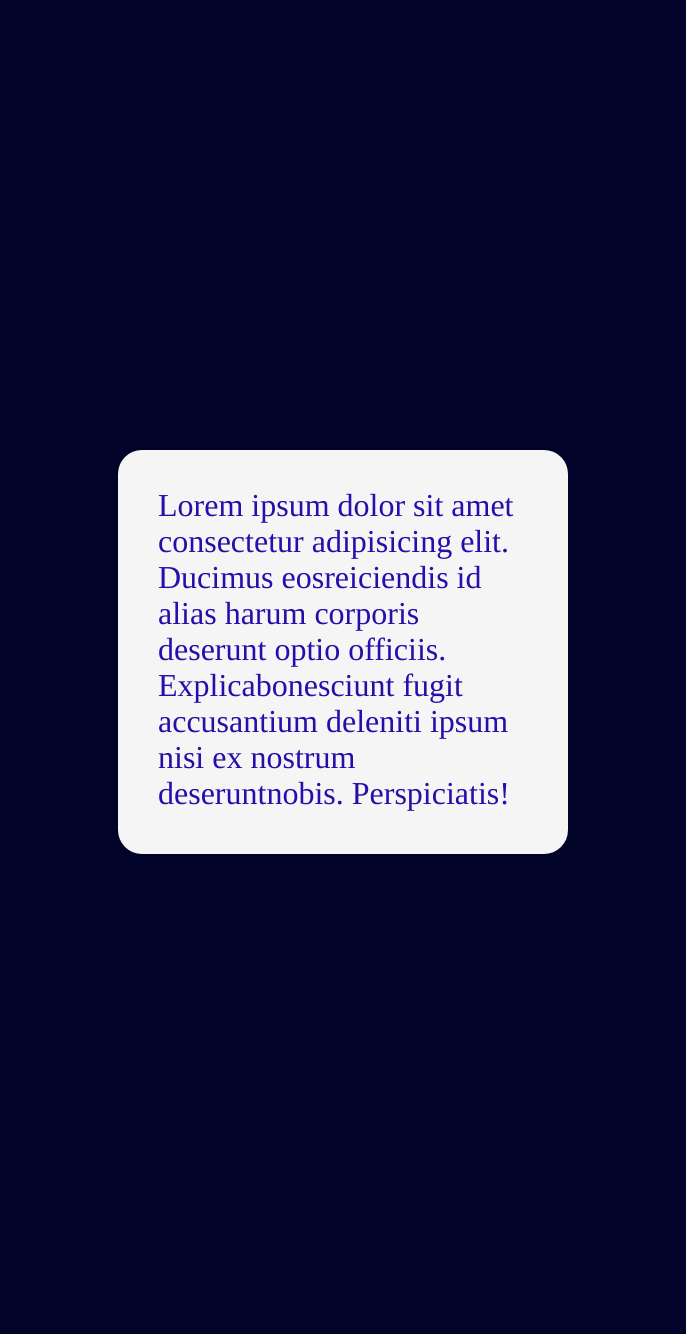 Lorem ipsum dolor sit amet
consectetur adipisicing elit.
Ducimus eosreiciendis id
alias harum corporis
deserunt optio officiis.
Explicabonesciunt fugit
accusantium deleniti ipsum
nisi ex nostrum
deseruntnobis. Perspiciatis!